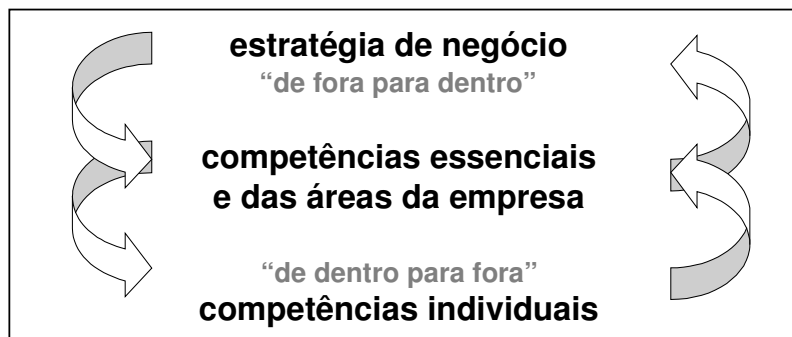 estratégia de negócio
“de fora para dentro”
competências essenciais
e das áreas da empresa
“de dentro para fora”
competências individuais